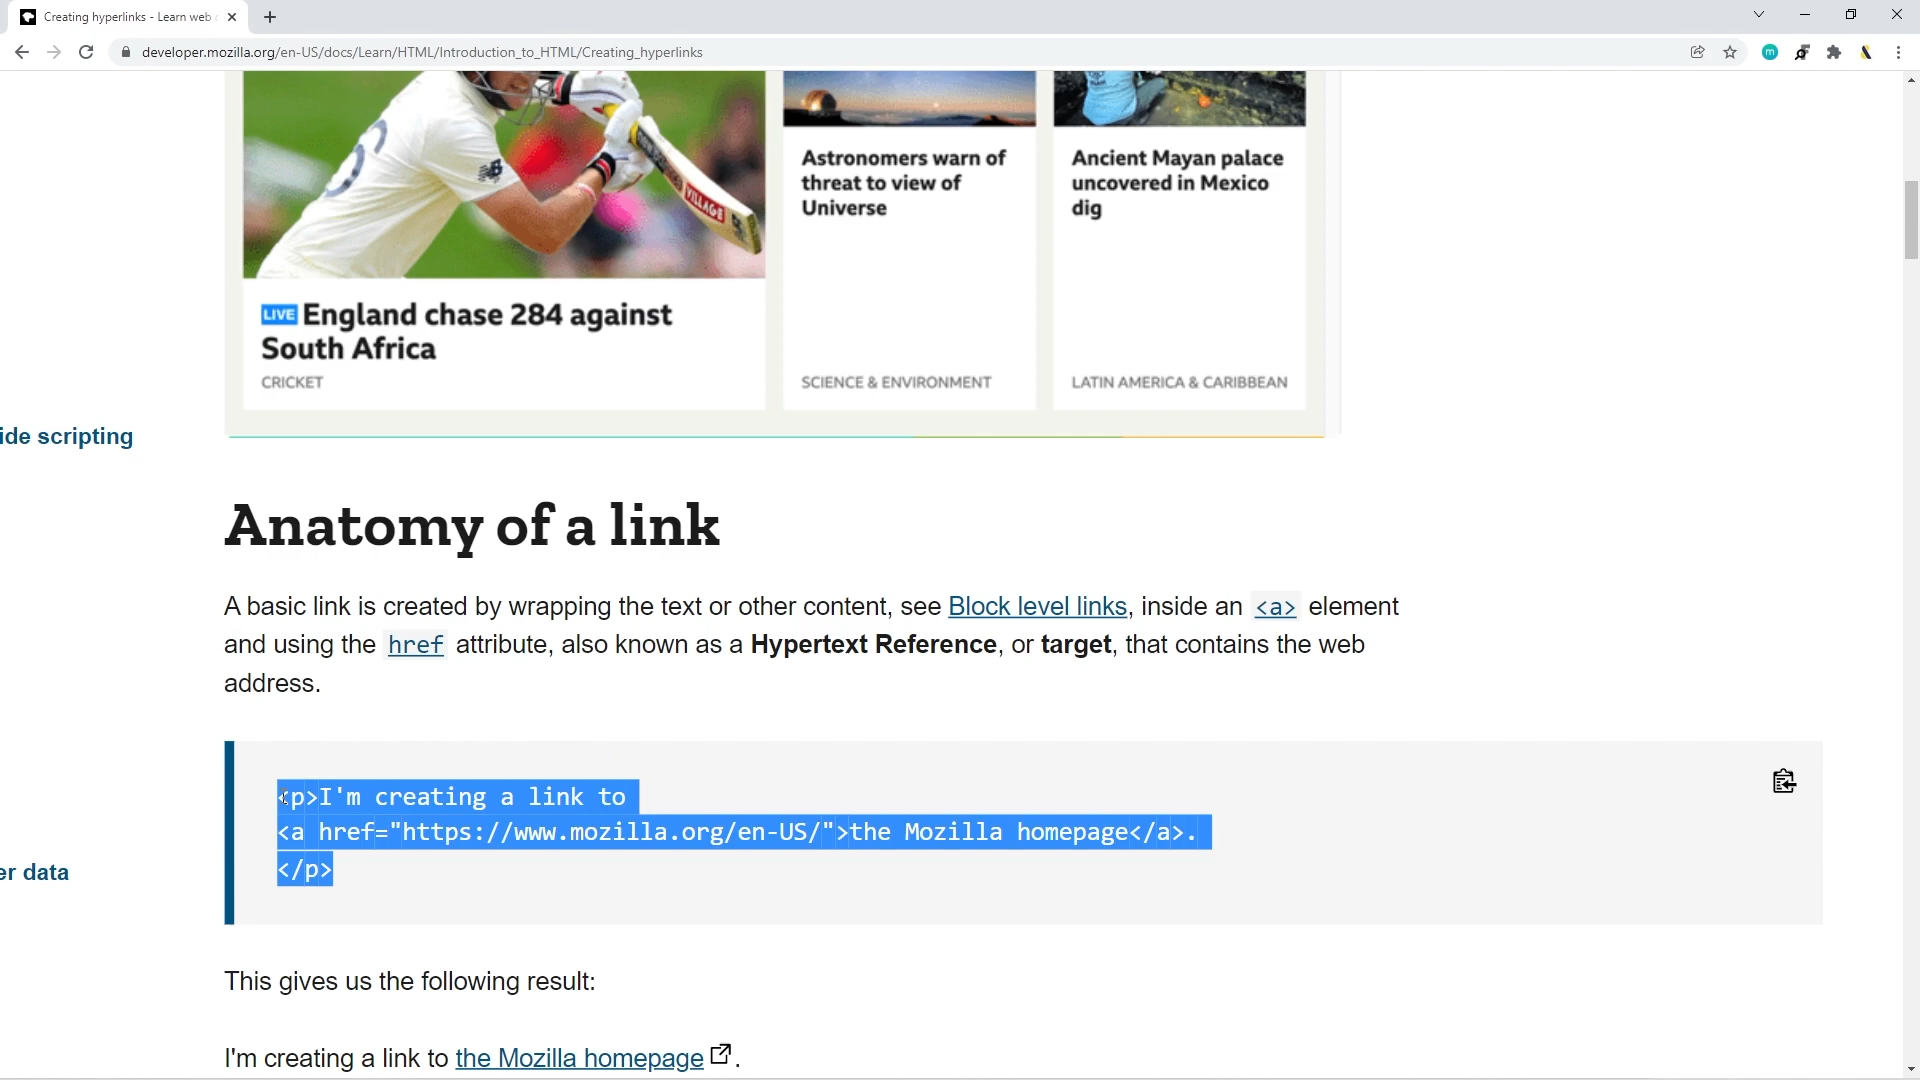 Creating hyperlinks - Learn web
developer.mozilla.org/en-US/docs/Learn/HTML/Introduction_to_HTML/Creating_hyperlinks
m
VILLAGE
LIVE England chase 284 against
South Africa
CRICKET
Astronomers warn of
threat to view of
Universe
SCIENCE & ENVIRONMENT
Ancient Mayan palace
uncovered in Mexico
dig
LATIN AMERICA & CARIBBEAN
ide scripting
Anatomy of a link
A basic link is created by wrapping the text or other content, see Block level links, inside an <a> element
and using the href attribute, also known as a Hypertext Reference, or target, that contains the web
address.
<p>I'm creating a link to
<a href="https://www.mozilla.org/en-US/">the Mozilla homepage</a>.
</p>
er data
This gives us the following result:
I'm creating a link to the Mozilla homepage.